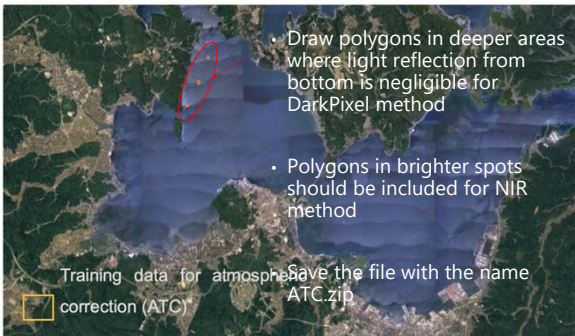 • Draw polygons in deeper areas
where light reflection from
bottom is negligible for
DarkPixel method
• Polygons in brighter spots
should be included for NIR
method
• Save the file with the name
ATC.zip
Training data for atmospheric
correction (ATC)